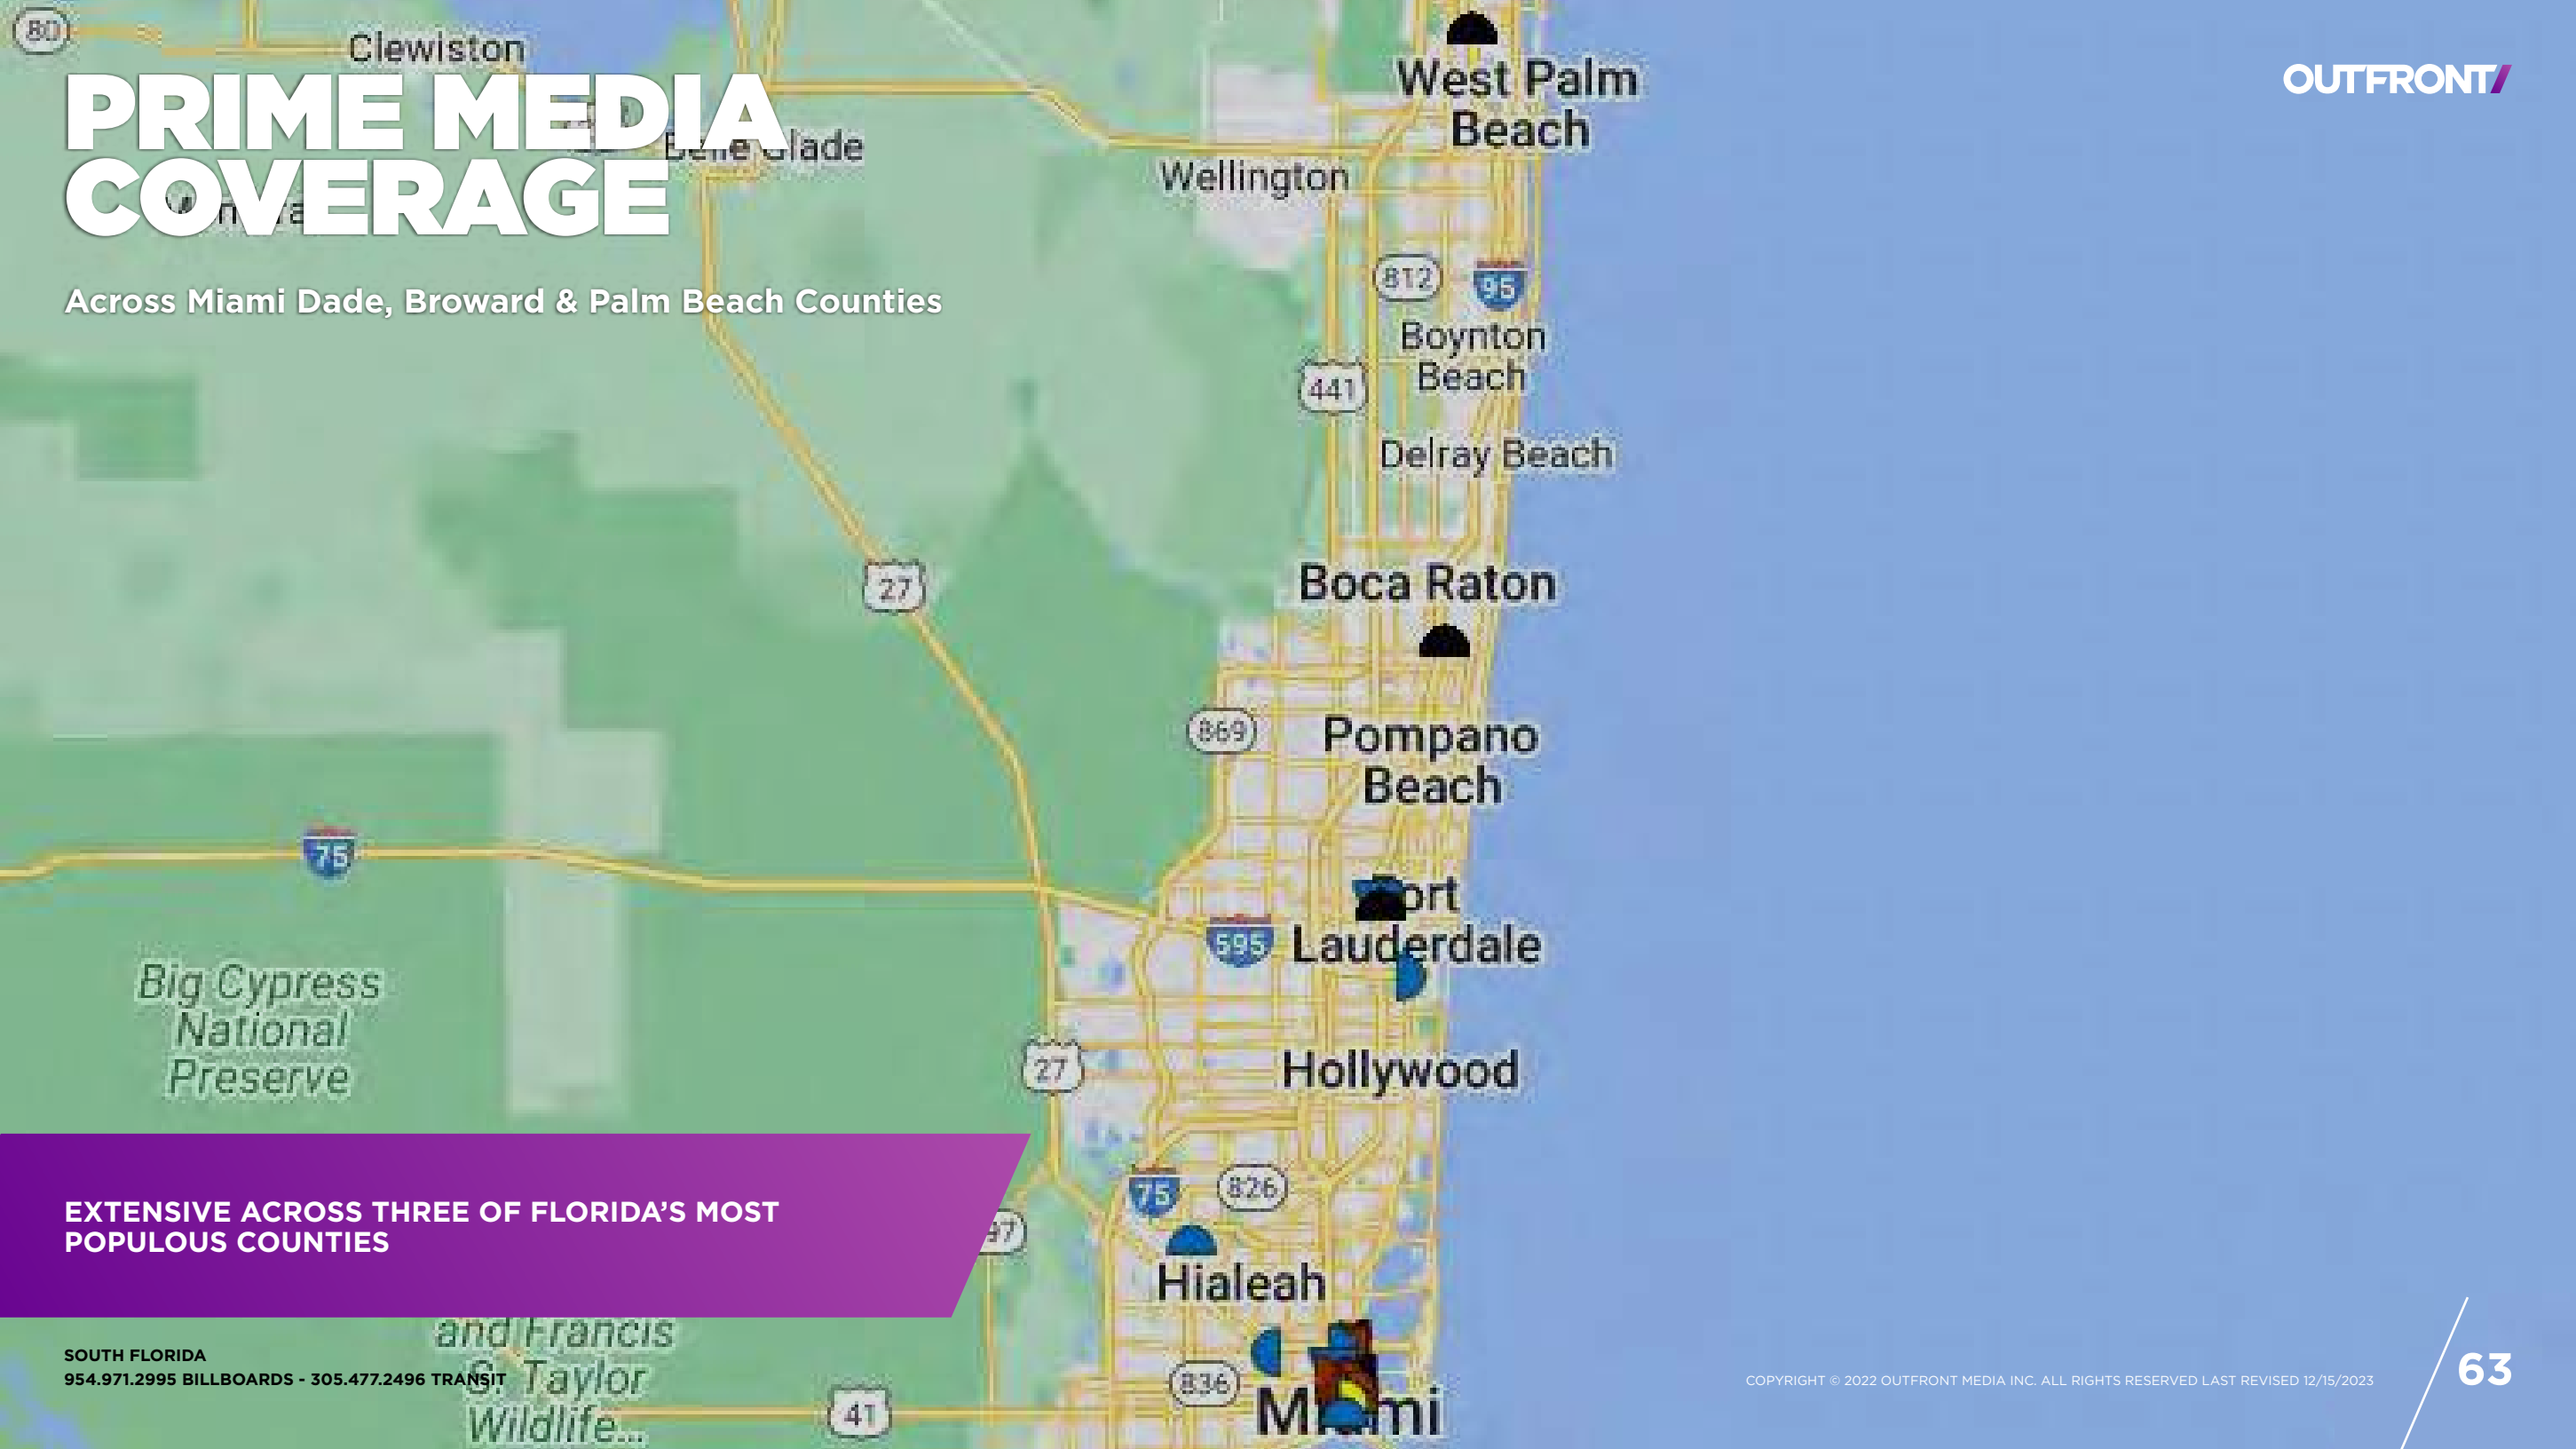 PRIME MEDIA
COVERAGE
Across Miami Dade, Broward & Palm Beach Counties
OUTFRONT/
80
Clewiston
West Palm
Beach
Wellington
812
95
Boynton
Beach
441
Delray Beach
27
Boca Raton
869
Pompano
Beach
75
595
Lauderdale
Big Cypress
National
Preserve
27
Hollywood
75
826
EXTENSIVE ACROSS THREE OF FLORIDA’S MOST
POPULOUS COUNTIES
Hialeah
and Francis
S. Taylor
Wildlife...
836
41
SOUTH FLORIDA
954.971.2995 BILLBOARDS - 305.477.2496 TRANSIT
COPYRIGHT © 2022 OUTFRONT MEDIA INC. ALL RIGHTS RESERVED LAST REVISED 12/15/2023
63